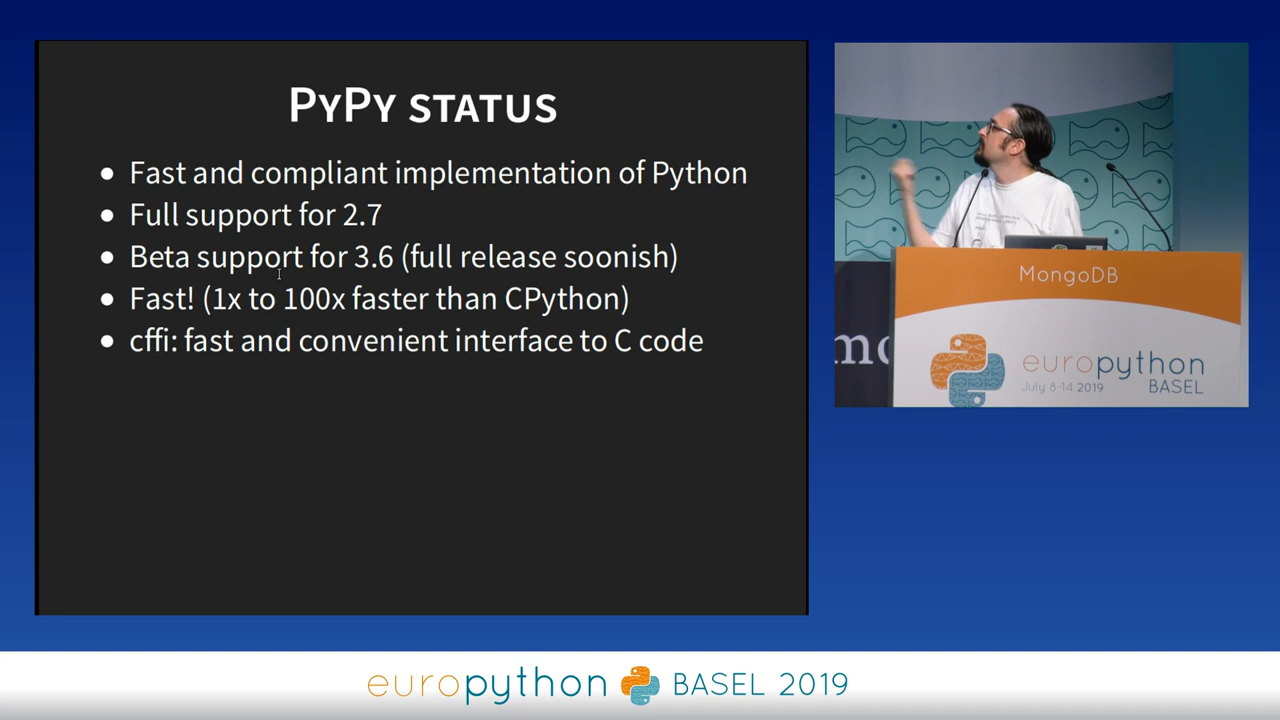 PyPy status
Fast and compliant implementation of Python
Full support for 2.7
Beta support for 3.6 (full release soonish)
Fast! (1x to 100x faster than CPython)
cffi: fast and convenient interface to C code
MongoDB
europython
July 8-14 2019
BASEL
europython BASEL 2019